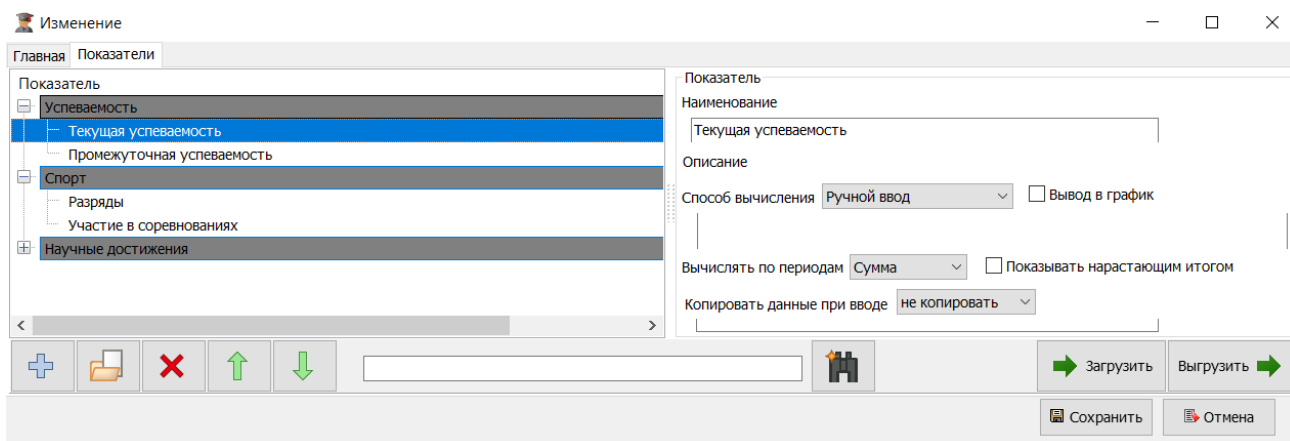 Изменение
Главная Показатели
Показатель
Успеваемость
Текущая успеваемость
Промежуточная успеваемость
Спорт
Разряды
Участие в соревнованиях
Научные достижения
Показатель
Наименование
Текущая успеваемость
Описание
Способ вычисления Ручной ввод Вывод в график
Вычислять по периодам Сумма Показывать нарастающим итогом
Копировать данные при вводе не копировать
Загрузить Выгрузить
Сохранить Отмена